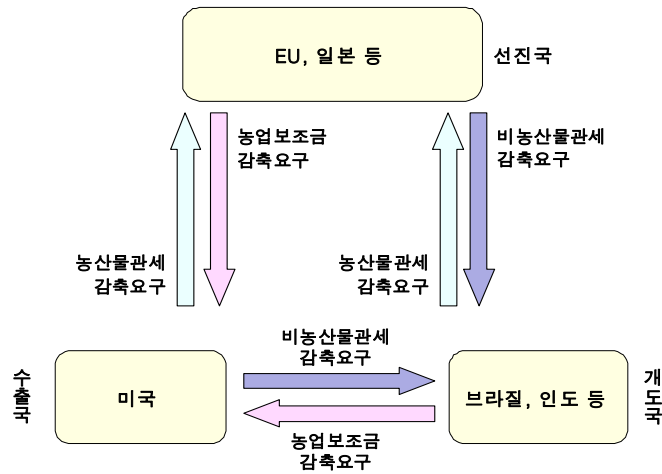 EU, 일본 등
선진국
농업보조금
감축요구
비농산물관세
감축요구
농산물관세
감축요구
농산물관세
감축요구
비농산물관세
감축요구
수출국
미국
브라질, 인도 등
개도국
농업보조금
감축요구